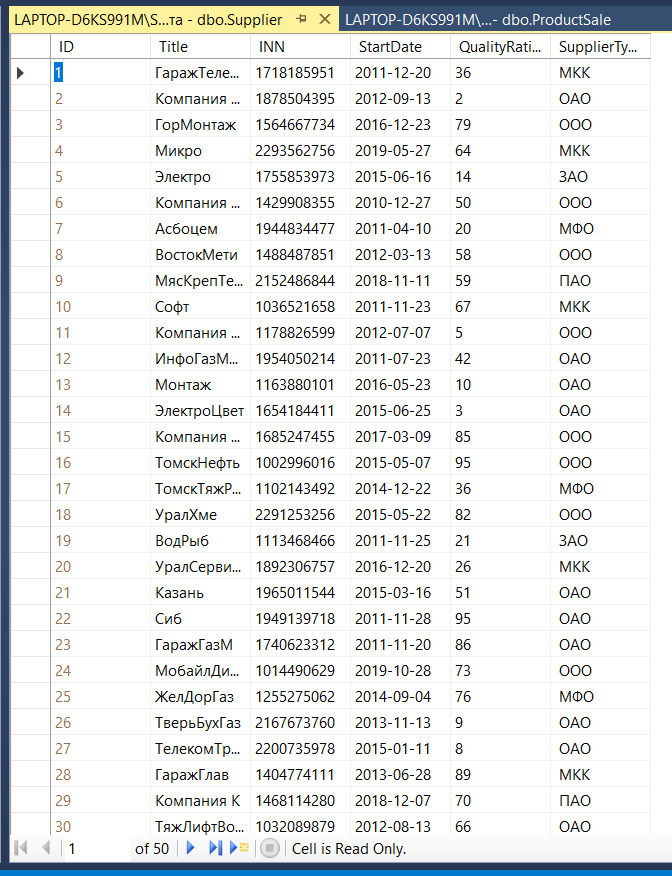 LAPTOP-D6KS991M\S...та - dbo.Supplier LAPTOP-D6KS991M\...- dbo.ProductSale
ID Title INN StartDate QualityRati... SupplierTy...
1 ГаражТеле... 1718185951 2011-12-20 36 МКК
2 Компания ... 1878504395 2012-09-13 2 ОАО
3 ГорМонтаж 1564667734 2016-12-23 79 ООО
4 Микро 2293562756 2019-05-27 64 МКК
5 Электро 1755853973 2015-06-16 14 ЗАО
6 Компания ... 1429908355 2010-12-27 50 ООО
7 Асбоцем 1944834477 2011-04-10 20 МФО
8 ВостокМети 1488487851 2012-03-13 58 ООО
9 МясКрепТе... 2152486844 2018-11-11 59 ПАО
10 Софт 1036521658 2011-11-23 67 МКК
11 Компания ... 1178826599 2012-07-07 5 ООО
12 ИнфоГазМ... 1954050214 2011-07-23 42 ОАО
13 Монтаж 1163880101 2016-05-23 10 ОАО
14 ЭлектроЦвет 1654184411 2015-06-25 3 ОАО
15 Компания ... 1685247455 2017-03-09 85 ООО
16 ТомскНефть 1002996016 2015-05-07 95 ООО
17 ТомскТяжР... 1102143492 2014-12-22 36 МФО
18 УралХме 2291253256 2015-05-22 82 ООО
19 ВодРыб 1113468466 2011-11-25 21 ЗАО
20 УралСерви... 1892306757 2016-12-20 26 МКК
21 Казань 1965011544 2015-03-16 51 ОАО
22 Сиб 1949139718 2011-11-28 95 ОАО
23 ГаражГазМ 1740623312 2011-11-20 86 ОАО
24 МобайлДи... 1014490629 2019-10-28 73 ООО
25 ЖелДорГаз 1255275062 2014-09-04 76 МФО
26 ТверьБухГаз 2167673760 2013-11-13 9 ОАО
27 ТелекомТр... 2200735978 2015-01-11 8 ОАО
28 ГаражГлав 1404774111 2013-06-28 89 МКК
29 Компания К 1468114280 2018-12-07 70 ПАО
30 ТяжЛифтВо... 1032089879 2012-08-13 66 ОАО
1 of 50 Cell is Read Only.